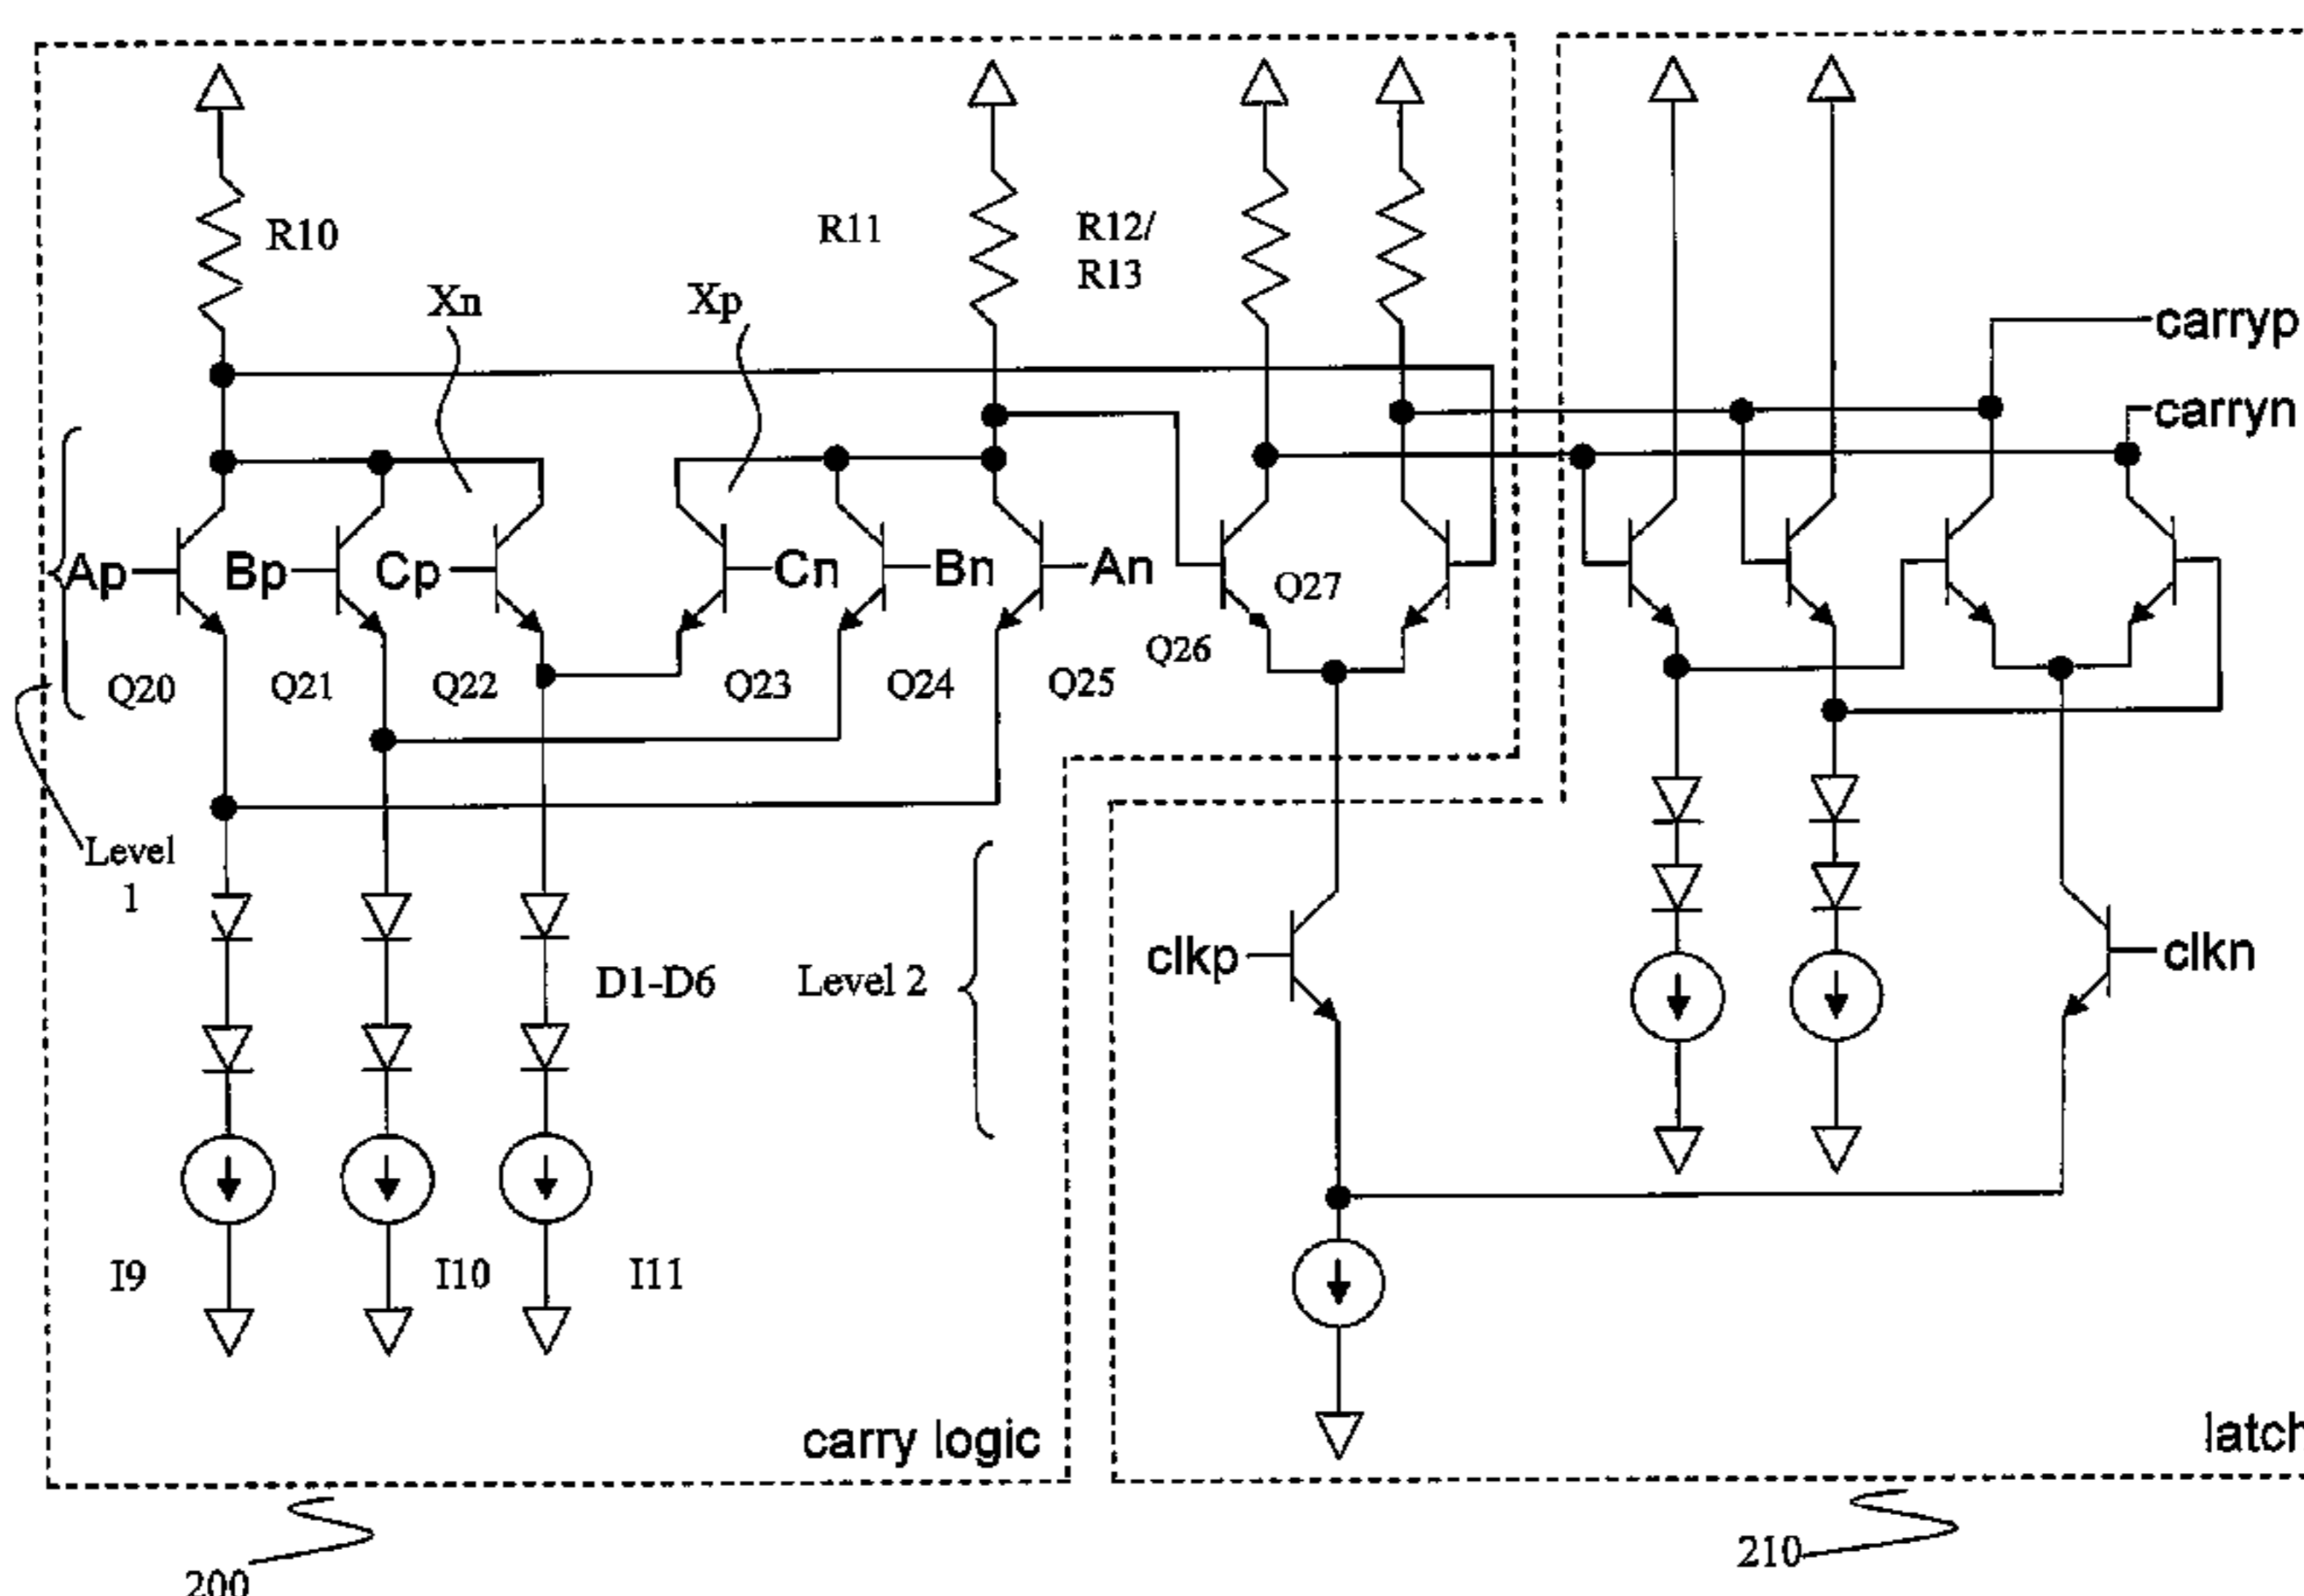 R10
R11
R12/
R13
Xn
Xp
carryp
carryn
Ap
Bp
Cp
Cn
Bn
An
Q27
Q26
Q20
Q21
Q22
Q23
Q24
Q25
Level
1
D1-D6
Level 2
clkp
clkn
I9
I10
I11
carry logic
latch
200
210